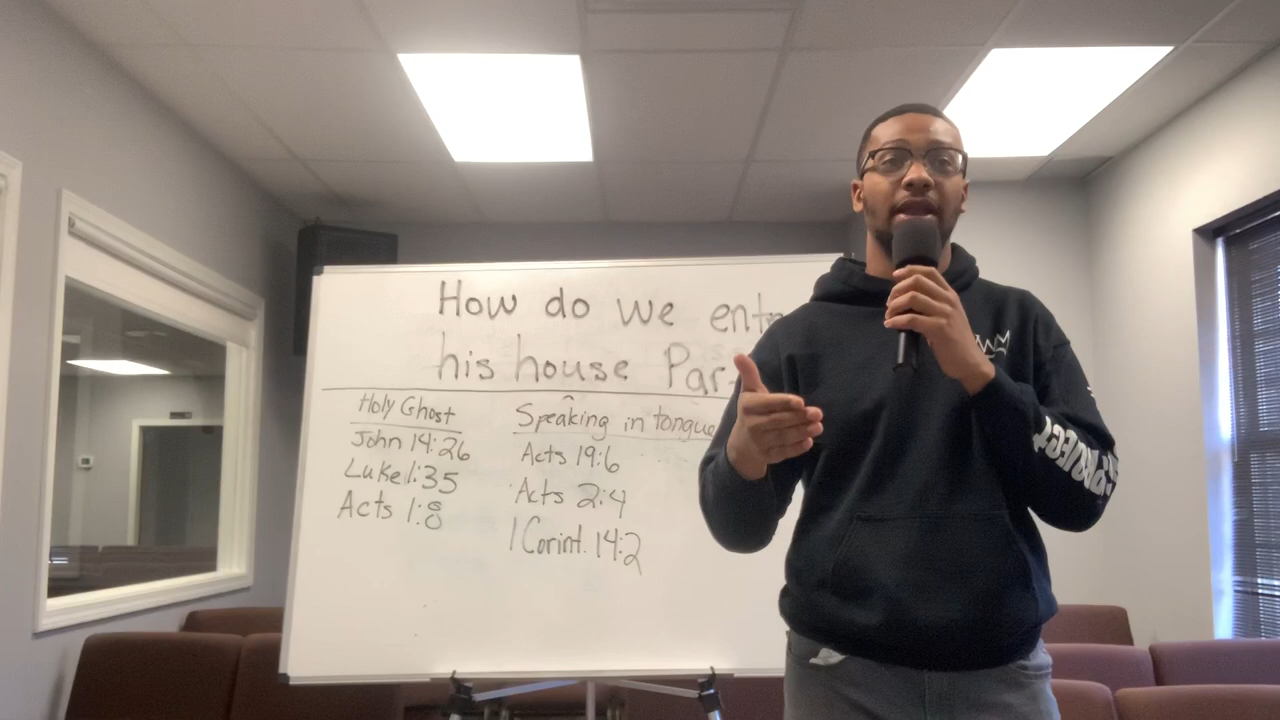 How do we ent
his house Par
Holy Ghost
John 14:26
Luke 1:35
Acts 1:8
Speaking in tongue
Acts 19:6
Acts 2:4
1 Corint. 14:2